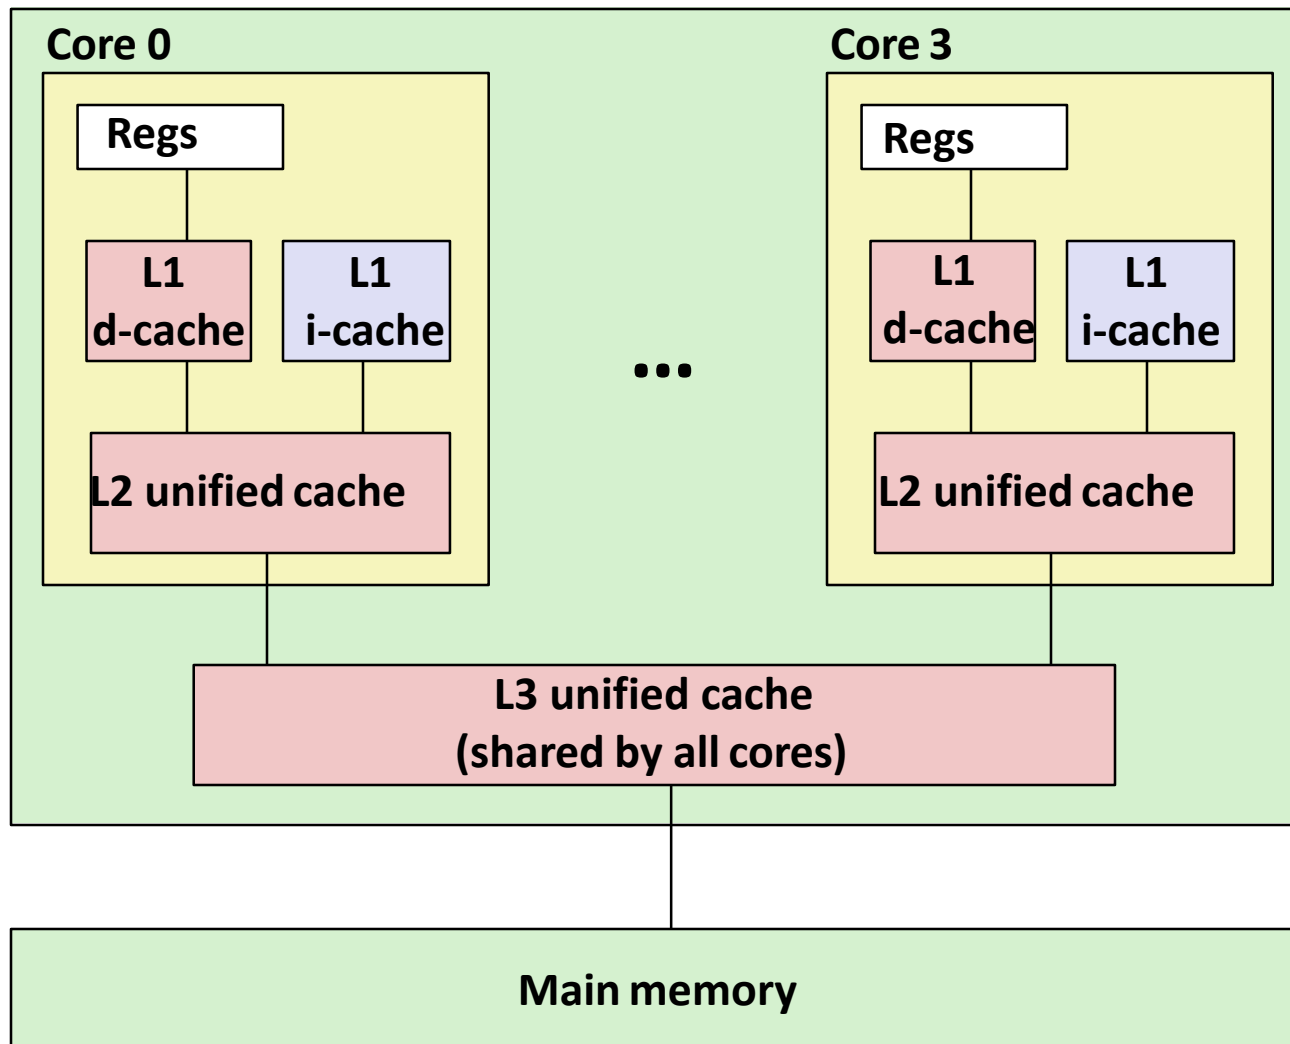 Core 0
Regs
L1
d-cache
L1
i-cache
L2 unified cache
...
Core 3
Regs
L1
d-cache
L1
i-cache
L2 unified cache
L3 unified cache
(shared by all cores)
Main memory